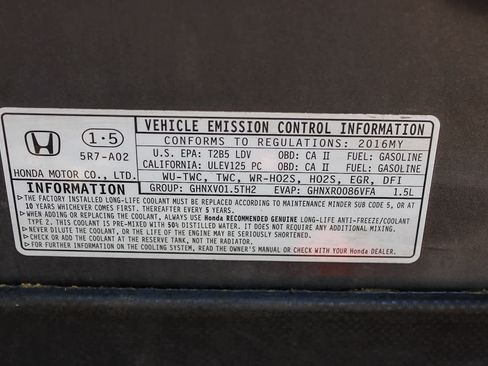 1·5
5R7-A02
HONDA MOTOR CO., LTD.
VEHICLE EMISSION CONTROL INFORMATION
CONFORMS TO REGULATIONS: 2016MY
U.S. EPA: T2B5 LDV OBD: CA II FUEL: GASOLINE
CALIFORNIA: ULEV125 PC OBD: CA II FUEL: GASOLINE
WU-TWC, TWC, WR-HO2S, HO2S, EGR, DFI
GROUP: GHNXV01.5TH2 EVAP: GHNXR0086VFA 1.5L
INFORMATION
THE FACTORY INSTALLED LONG-LIFE COOLANT MUST BE REPLACED ACCORDING TO MAINTENANCE MINDER SUB CODE 5, OR AT
10 YEARS WHICHEVER COMES FIRST. THEREAFTER EVERY 5 YEARS.
WHEN ADDING OR REPLACING THE COOLANT, ALWAYS USE Honda RECOMMENDED GENUINE LONG-LIFE ANTI-FREEZE/COOLANT
TYPE 2. THIS COOLANT IS PRE-MIXED WITH 50% DISTILLED WATER. IT DOES NOT REQUIRE ANY ADDITIONAL MIXING.
NEVER DILUTE THE COOLANT, OR THE LIFE OF THE ENGINE MAY BE SERIOUSLY SHORTENED.
CHECK OR ADD THE COOLANT AT THE RESERVE TANK, NOT THE RADIATOR.
FOR FURTHER INFORMATION ON THE COOLING SYSTEM, READ THE OWNER'S MANUAL OR CHECK WITH YOUR Honda DEALER.